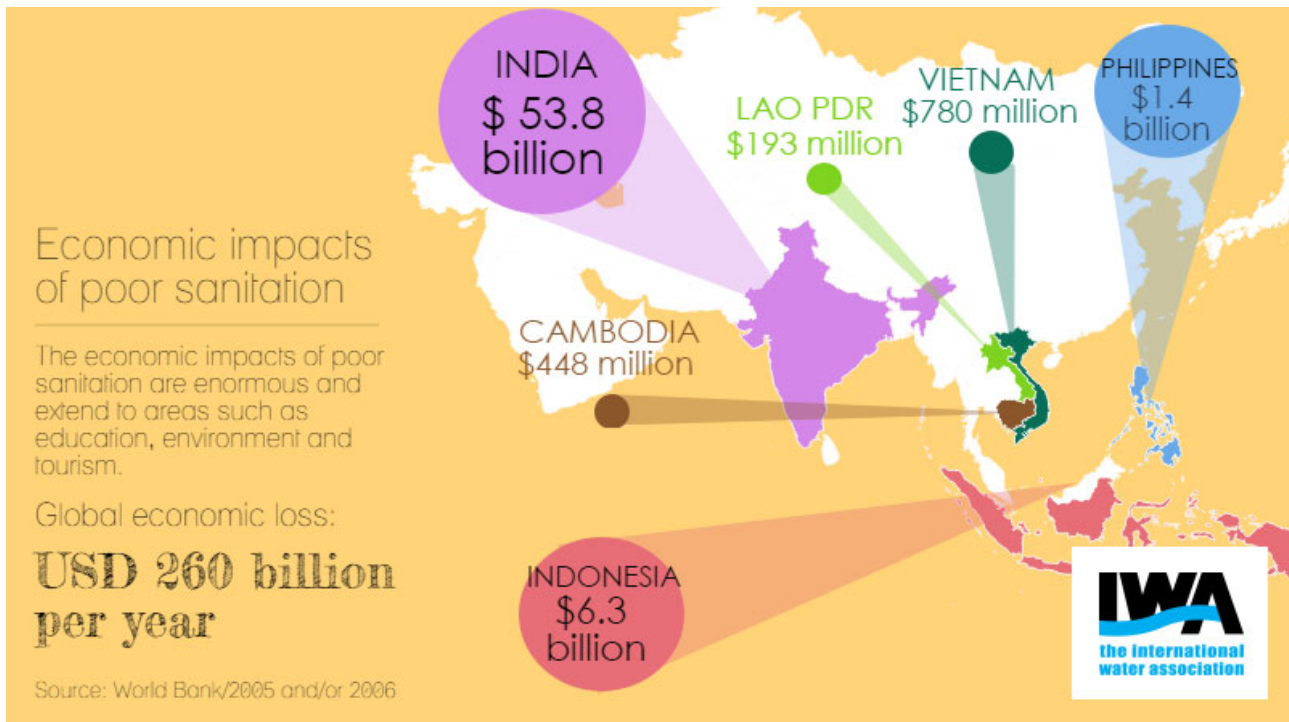 INDIA
$ 53.8
billion
LAO PDR
$193 million
VIETNAM
$780 million
PHILIPPINES
$1.4
billion
Economic impacts
of poor sanitation
The economic impacts of poor
sanitation are enormous and
extend to areas such as
education, environment and
tourism.
Global economic loss:
USD 260 billion
per year
Source: World Bank/2005 and/or 2006
CAMBODIA
$448 million
INDONESIA
$6.3
billion
IWA
the international
water association